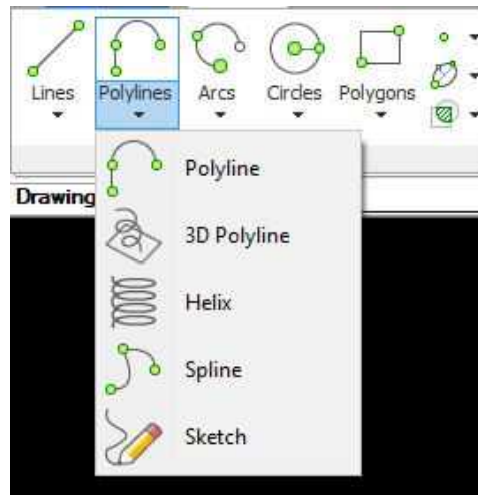 Lines Polylines Arcs Circles Polygons
Polyline
Drawing
3D Polyline
Helix
Spline
Sketch